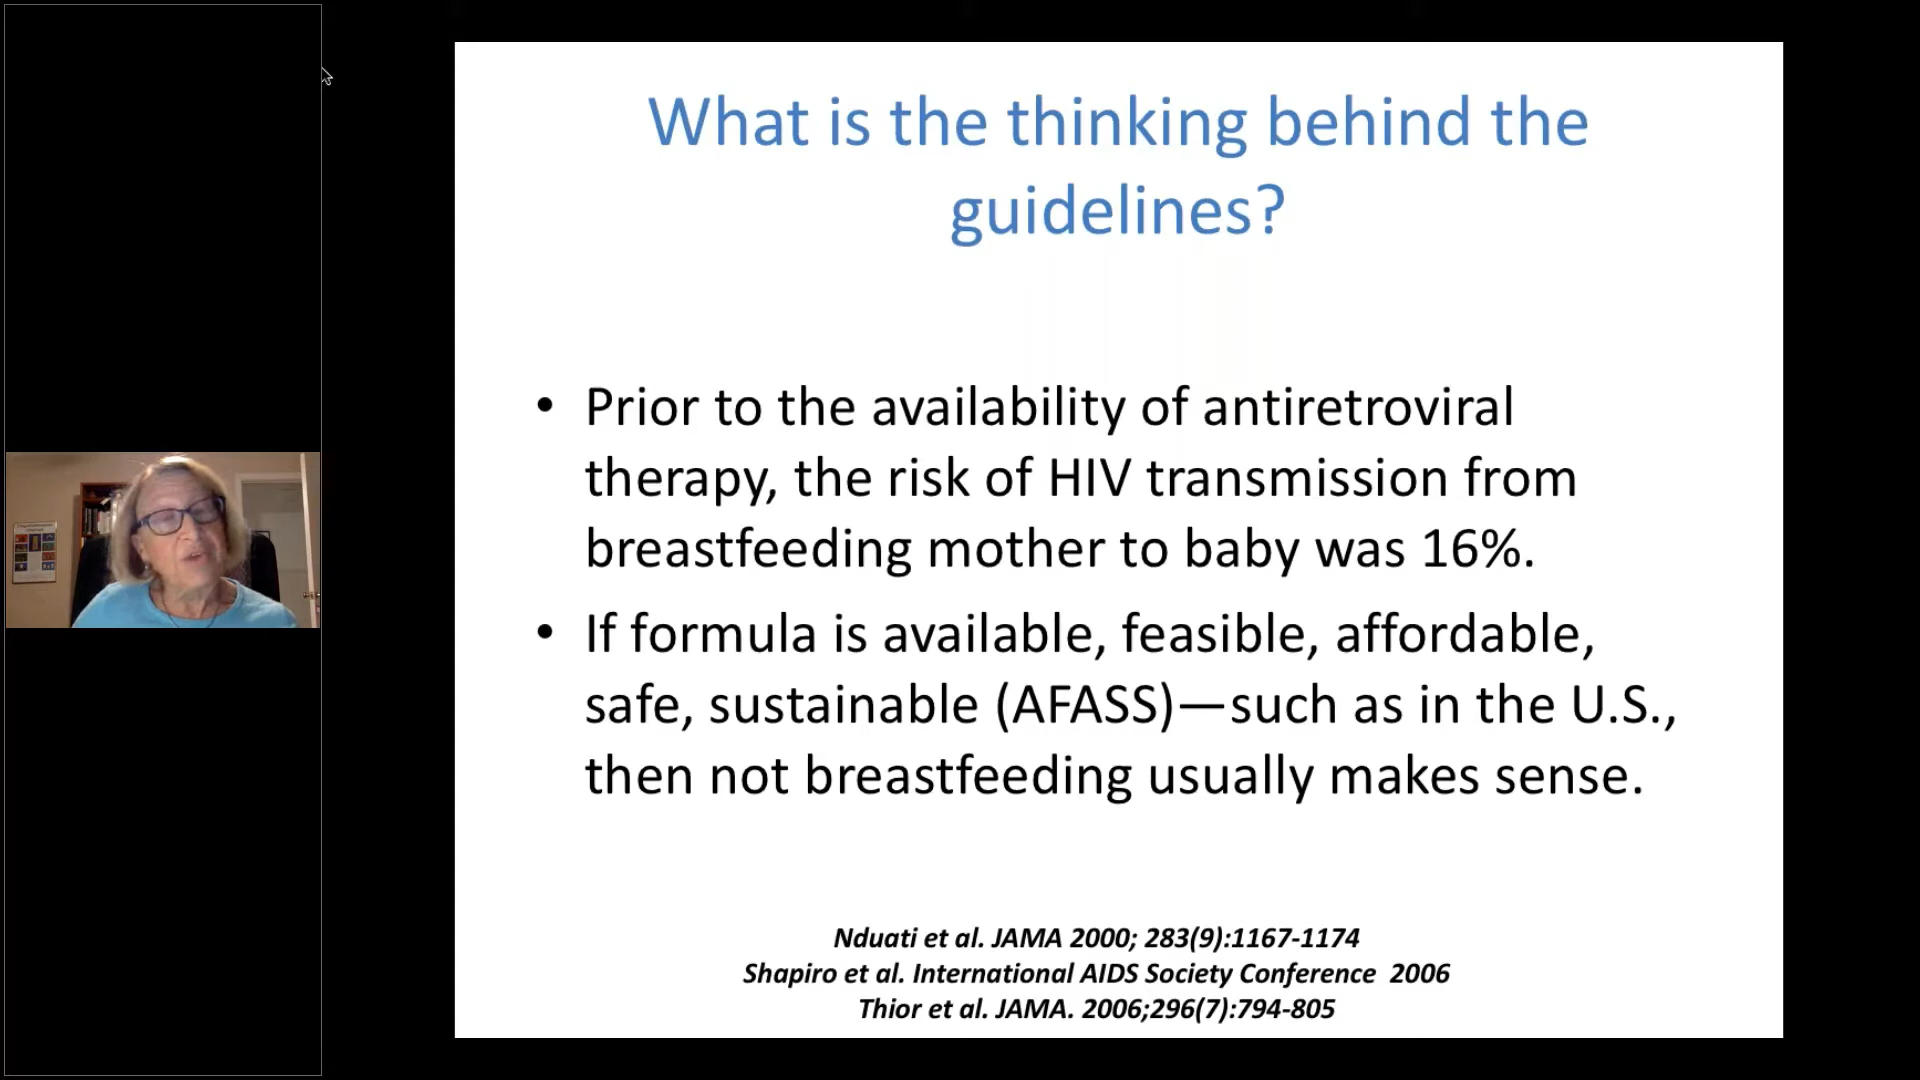 What is the thinking behind the
guidelines?
• Prior to the availability of antiretroviral
therapy, the risk of HIV transmission from
breastfeeding mother to baby was 16%.
• If formula is available, feasible, affordable,
safe, sustainable (AFASS)—such as in the U.S.,
then not breastfeeding usually makes sense.
Nduati et al. JAMA 2000; 283(9):1167-1174
Shapiro et al. International AIDS Society Conference 2006
Thior et al. JAMA. 2006;296(7):794-805